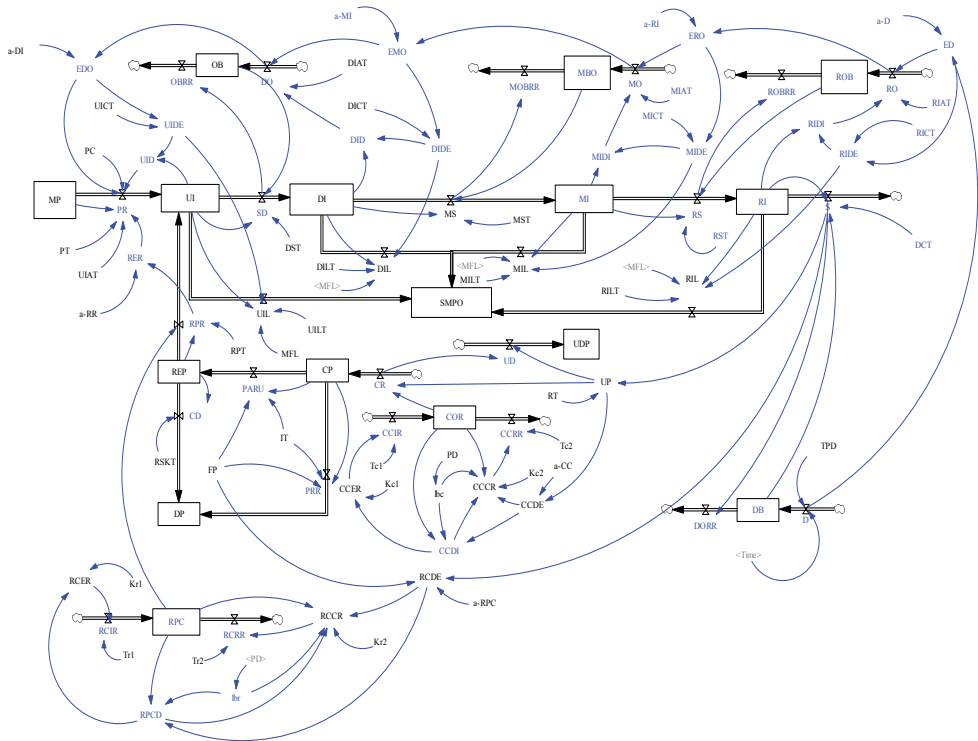 a-MI
a-RI
a-D
a-DI
EMO
ERO
ED
EDO
OB
DO
DIAT
MBO
MO
ROB
RO
OBRR
MOBRR
MIAT
ROBRR
RIAT
UICT
DICT
MICT
RIDI
RICT
UIDE
DID
DIDE
MIDI
MIDE
RIDE
PC
UID
MP
PR
UI
SD
DI
MS
MI
RS
RI
S
PT
UIAT
RER
DST
MST
RST
DCT
DILT
DIL
<MFL>
<MFL>
MIL
MILT
<MFL>
RIL
RILT
SMPO
a-RR
UIL
UILT
RPR
RPT
MFL
UDP
UD
REP
CP
CR
UP
PARU
RT
CD
COR
CCIR
CCRR
Tc2
RSKT
IT
FP
Tc1
PD
a-CC
TPD
PRR
CCER
Kc1
Ibc
CCCR
Kc2
CCDE
DP
DORR
DB
D
CCDI
<Time>
RCER
Kr1
RCDE
a-RPC
RCIR
RPC
RCRR
RCCR
Kr2
Tr1
Tr2
<PD>
Ibr
RPCD